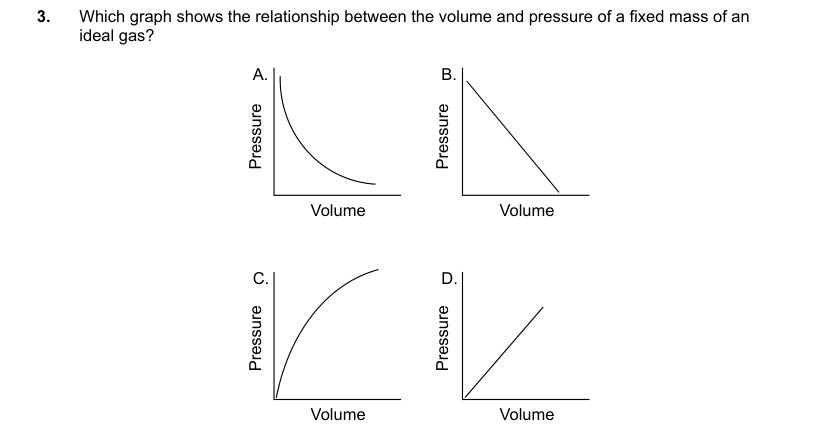 3. Which graph shows the relationship between the volume and pressure of a fixed mass of an
ideal gas?
A.
Pressure
Volume
B.
Pressure
Volume
C.
Pressure
Volume
D.
Pressure
Volume